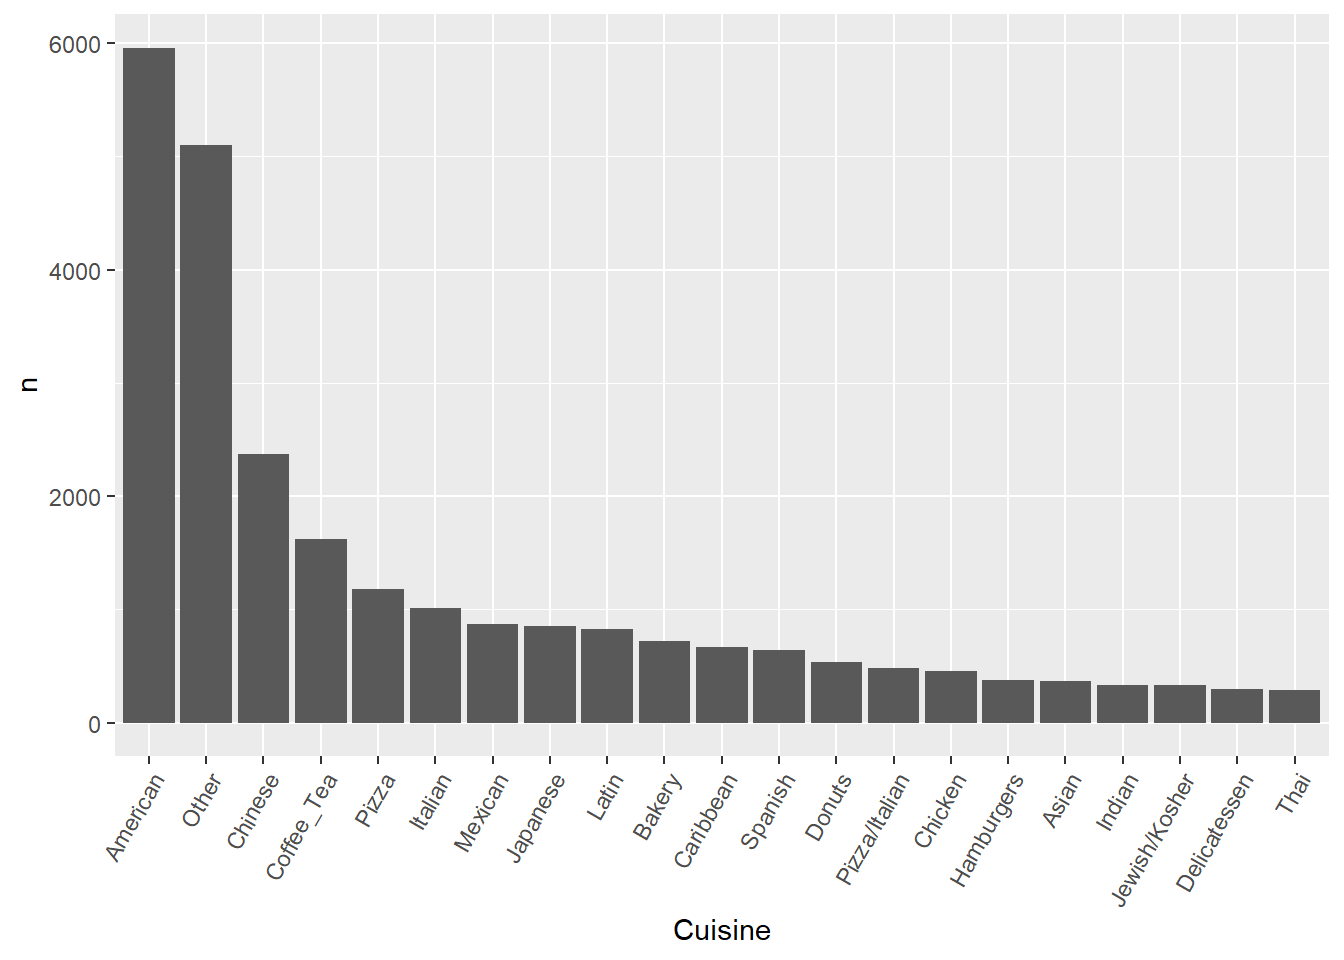 6000
4000
2000
0
n
American
Other
Chinese
Coffee_Tea
Pizza
Italian
Mexican
Japanese
Latin
Bakery
Caribbean
Spanish
Donuts
Pizza/Italian
Chicken
Hamburgers
Asian
Indian
Jewish/Kosher
Delicatessen
Thai
Cuisine